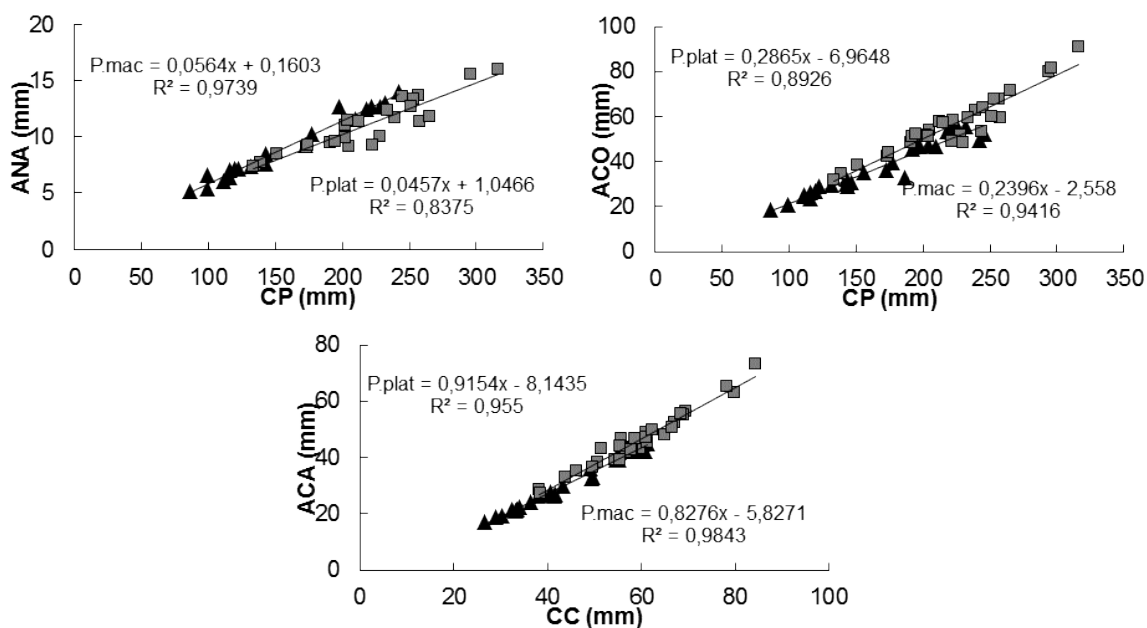 20
15
10
5
0
ANA (mm)
P.mac = 0,0564x + 0,1603
R² = 0,9739
P.plat = 0,0457x + 1,0466
R² = 0,8375
0 50 100 150 200 250 300 350
CP (mm)
100
80
60
40
20
0
ACO (mm)
P.plat = 0,2865x - 6,9648
R² = 0,8926
P.mac = 0,2396x - 2,558
R² = 0,9416
0 50 100 150 200 250 300 350
CP (mm)
80
60
40
20
0
ACA (mm)
P.plat = 0,9154x - 8,1435
R² = 0,955
P.mac = 0,8276x - 5,8271
R² = 0,9843
0 20 40 60 80 100
CC (mm)